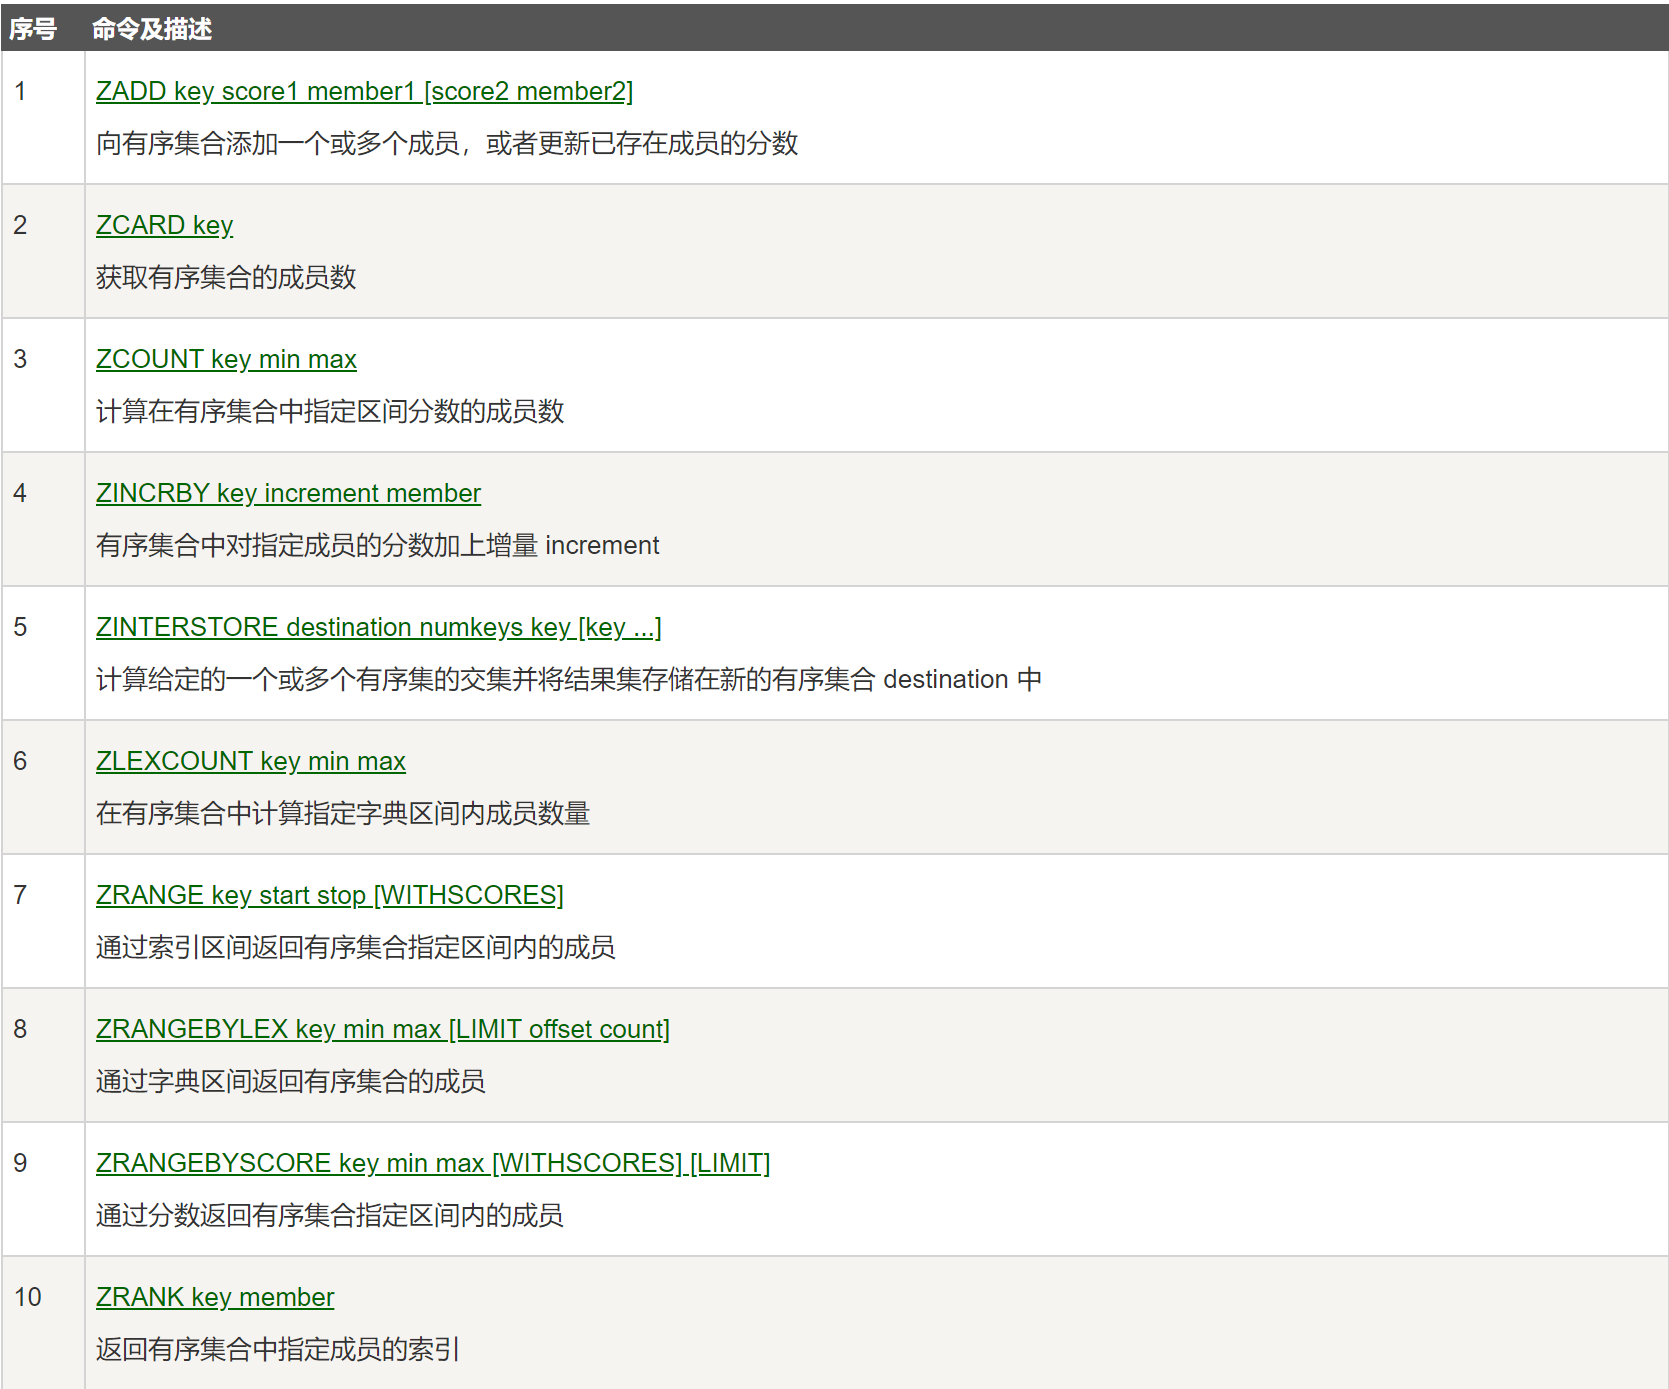 序号 命令及描述
1 ZADD key score1 member1 [score2 member2]
向有序集合添加一个或多个成员，或者更新已存在成员的分数
2 ZCARD key
获取有序集合的成员数
3 ZCOUNT key min max
计算在有序集合中指定区间分数的成员数
4 ZINCRBY key increment member
有序集合中对指定成员的分数加上增量 increment
5 ZINTERSTORE destination numkeys key [key ...]
计算给定的一个或多个有序集的交集并将结果集存储在新的有序集合 destination 中
6 ZLEXCOUNT key min max
在有序集合中计算指定字典区间内成员数量
7 ZRANGE key start stop [WITHSCORES]
通过索引区间返回有序集合指定区间内的成员
8 ZRANGEBYLEX key min max [LIMIT offset count]
通过字典区间返回有序集合的成员
9 ZRANGEBYSCORE key min max [WITHSCORES] [LIMIT]
通过分数返回有序集合指定区间内的成员
10 ZRANK key member
返回有序集合中指定成员的索引